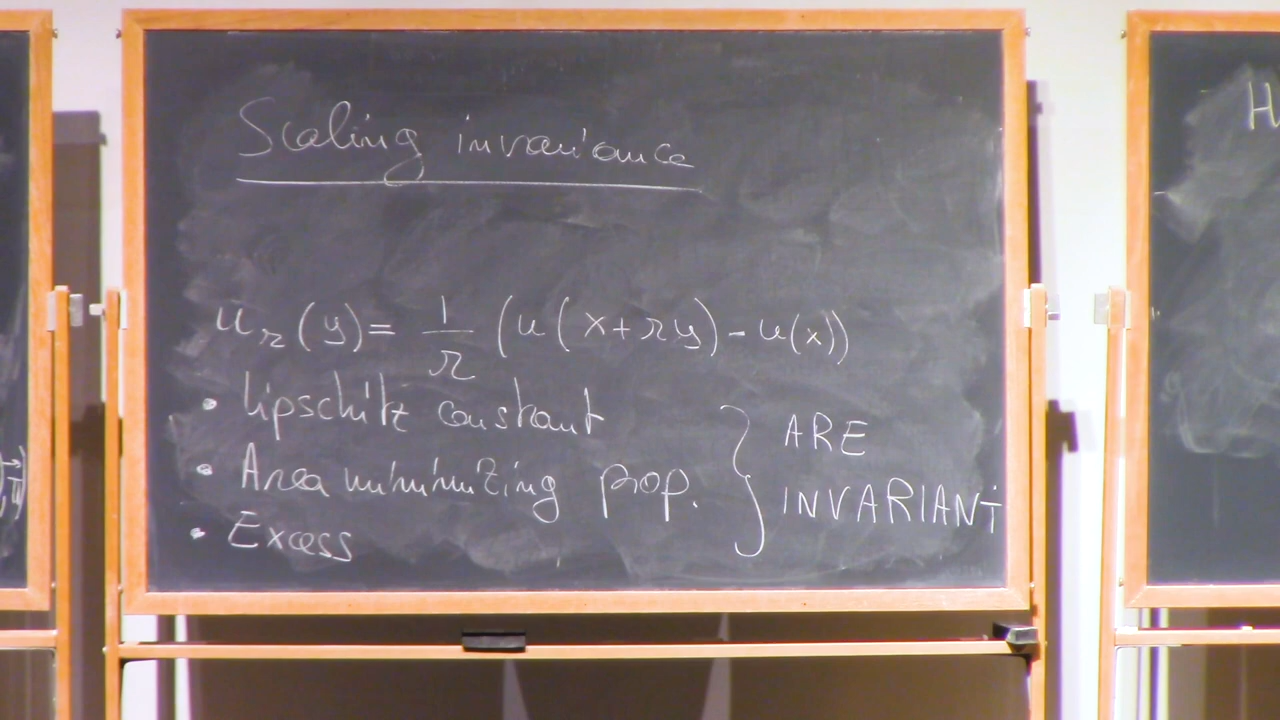 Scaling invariance
u_r(y) = 1/r (u(x+ry) - u(x))
• Lipschitz constant
• Area minimizing prop.
• Excess
} ARE
INVARIANT
H